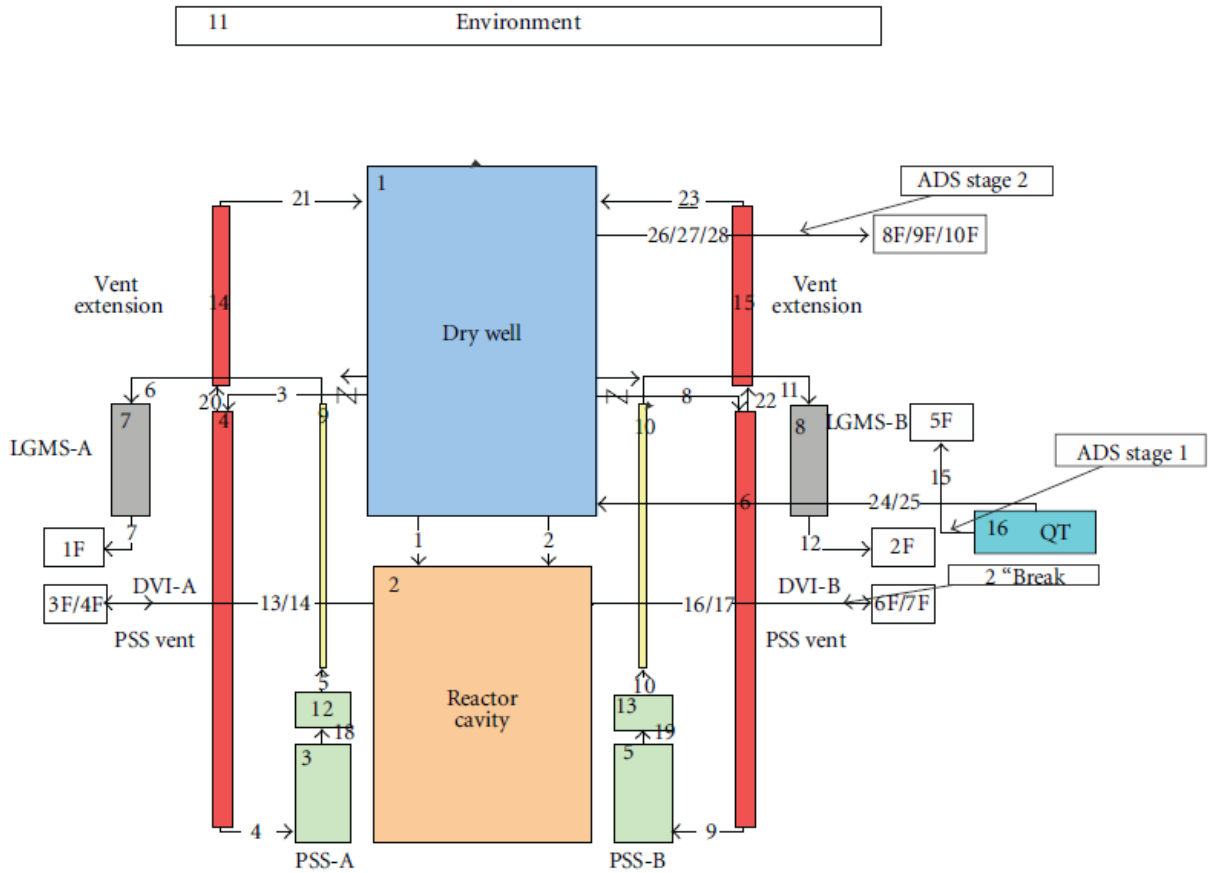 11 Environment
ADS stage 2
1
21
23
26/27/28
8F/9F/10F
Vent
extension
14
15
Vent
extension
Dry well
6
3
20
4
9
8
10
22
11
7
8
LGMS-A
LGMS-B
5F
ADS stage 1
15
6
24/25
16 QT
7
1F
1
2
12
2F
2 “Break
DVI-A
DVI-B
3F/4F
13/14
2
16/17
6F/7F
PSS vent
PSS vent
5
10
Reactor
cavity
12
13
18
19
3
5
4
9
PSS-A
PSS-B